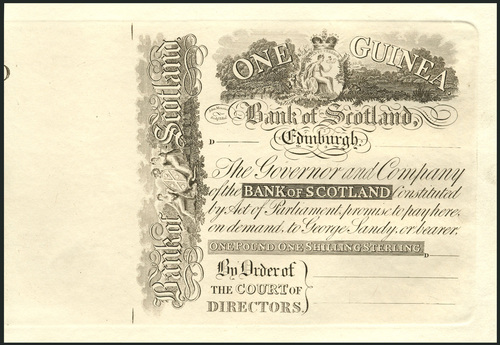 ONE GUINEA
Bank of Scotland,
Edinburgh,
D
The Governor and Company
of the BANK OF SCOTLAND Constituted
by Act of Parliament, promise to pay here,
on demand, to George Sandy, or bearer,
ONE POUND ONE SHILLING STERLING
D
By Order of
THE COURT OF
DIRECTORS,
Bank of Scotland